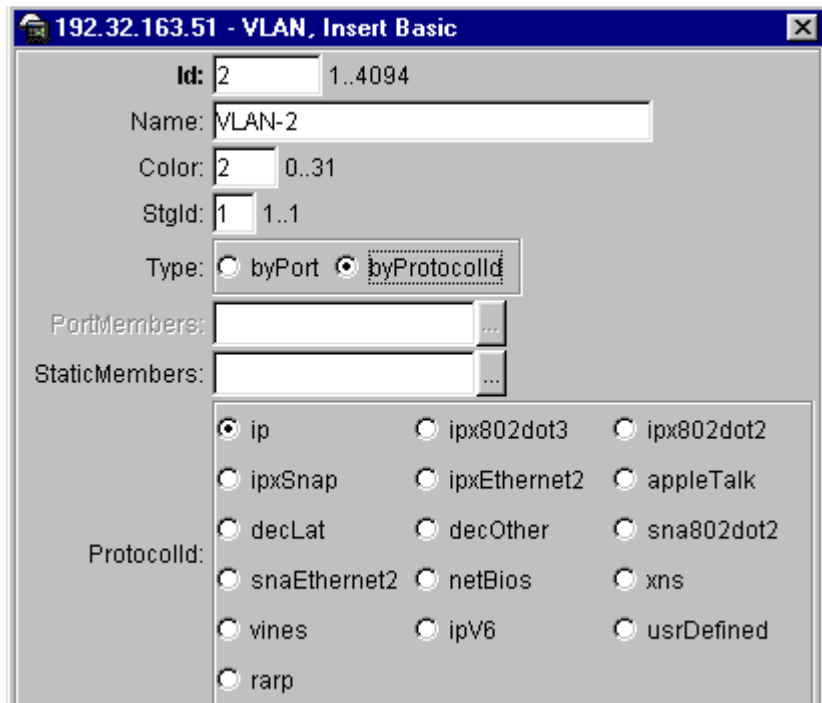 192.32.163.51 - VLAN, Insert Basic
Id: 2 1..4094
Name: VLAN-2
Color: 2 0..31
StgId: 1 1..1
Type: byPort byProtocolId
PortMembers: ...
StaticMembers: ...
ip ipx802dot3 ipx802dot2
ipxSnap ipxEthernet2 appleTalk
decLat decOther sna802dot2
ProtocolId:
snaEthernet2 netBios xns
vines ipV6 usrDefined
rarp